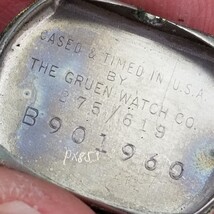 CASED & TIMED IN U.S.A
BY
THE GRUEN WATCH CO.
275/619
B901960